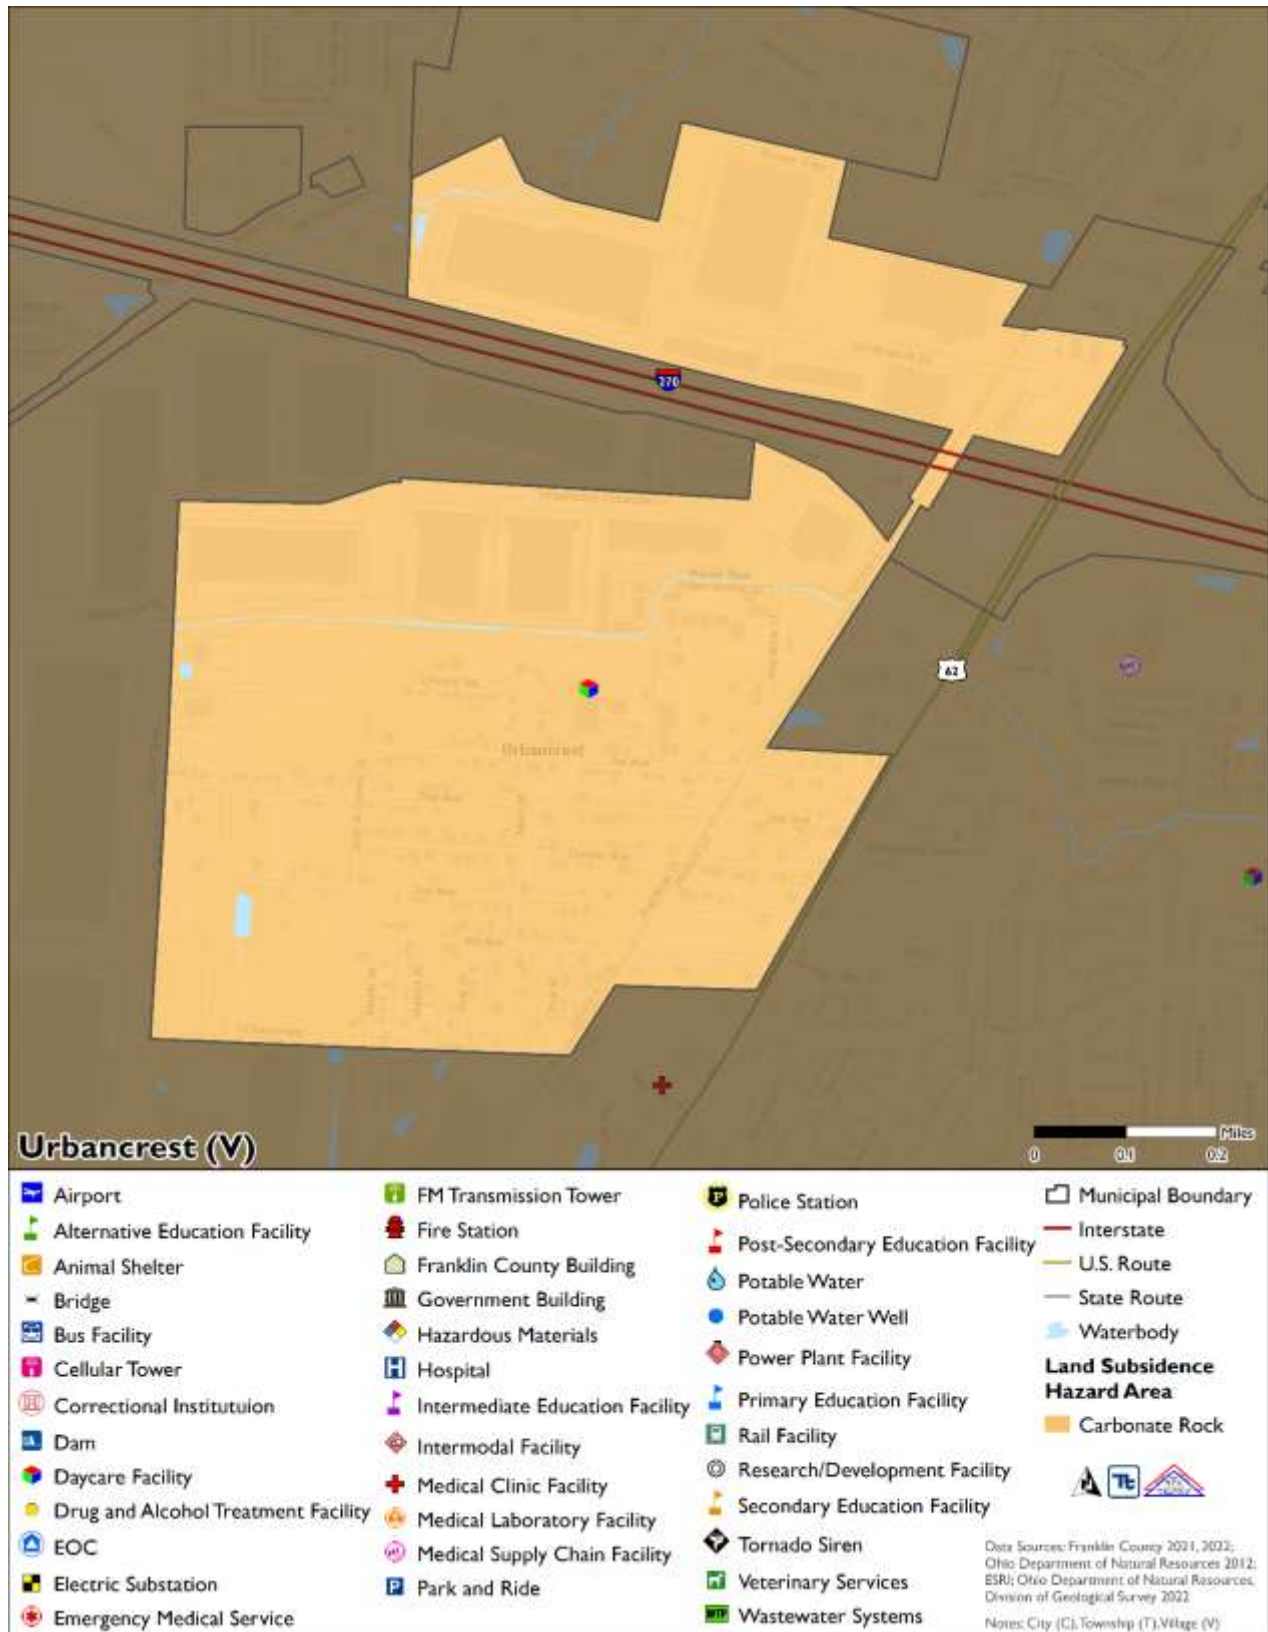 270
62
Urbancrest
Urbancrest (V)
Miles
0 0.1 0.2
Airport
Alternative Education Facility
Animal Shelter
Bridge
Bus Facility
Cellular Tower
Correctional Institutuion
Dam
Daycare Facility
Drug and Alcohol Treatment Facility
EOC
Electric Substation
Emergency Medical Service
FM Transmission Tower
Fire Station
Franklin County Building
Government Building
Hazardous Materials
Hospital
Intermediate Education Facility
Intermodal Facility
Medical Clinic Facility
Medical Laboratory Facility
Medical Supply Chain Facility
Park and Ride
Police Station
Post-Secondary Education Facility
Potable Water
Potable Water Well
Power Plant Facility
Primary Education Facility
Rail Facility
Research/Development Facility
Secondary Education Facility
Tornado Siren
Veterinary Services
Wastewater Systems
Municipal Boundary
Interstate
U.S. Route
State Route
Waterbody
Land Subsidence
Hazard Area
Carbonate Rock
Data Sources: Franklin County 2021, 2022;
Ohio Department of Natural Resources 2012;
ESRI; Ohio Department of Natural Resources,
Division of Geological Survey 2022
Notes: City (C), Township (T), Village (V)